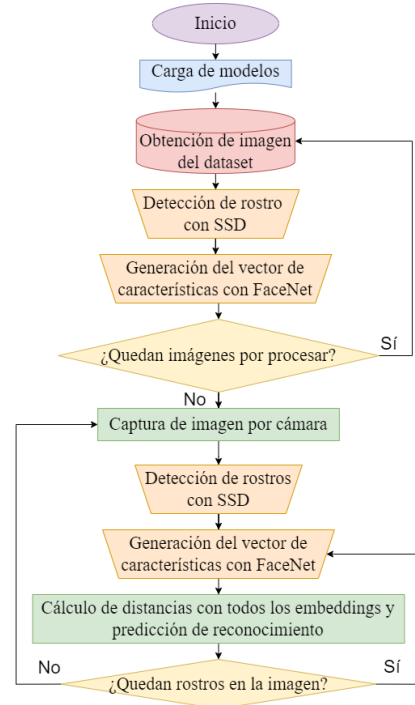 Inicio
Carga de modelos
Obtención de imagen
del dataset
Detección de rostro
con SSD
Generación del vector de
características con FaceNet
¿Quedan imágenes por procesar?
Sí
No
Captura de imagen por cámara
Detección de rostros
con SSD
Generación del vector de
características con FaceNet
Cálculo de distancias con todos los embeddings y
predicción de reconocimiento
No
¿Quedan rostros en la imagen?
Sí